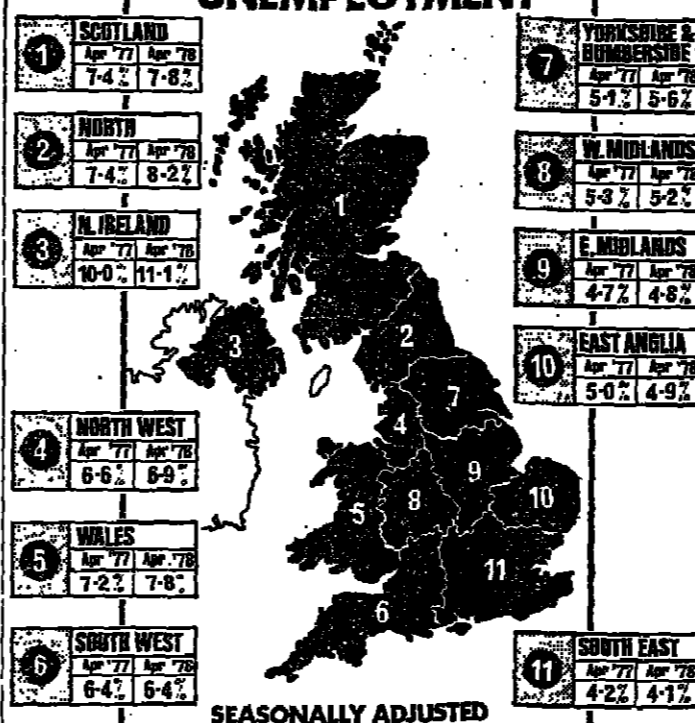 UNEMPLOYMENT
1
SCOTLAND
Apr '77 Apr '78
7·4% 7·8%
2
NORTH
Apr '77 Apr '78
7·4% 8·2%
3
N. IRELAND
Apr '77 Apr '78
10·0% 11·1%
4
NORTH WEST
Apr '77 Apr '78
6·6% 6·9%
5
WALES
Apr '77 Apr. '78
7·2% 7·8%
6
SOUTH WEST
Apr '77 Apr '78
6·4% 6·4%
7
YORKSHIRE &
HUMBERSIDE
Apr '77 Apr '78
5·1% 5·6%
8
W. MIDLANDS
Apr '77 Apr '78
5·3% 5·2%
9
E. MIDLANDS
Apr '77 Apr '78
4·7% 4·8%
10
EAST ANGLIA
Apr '77 Apr '78
5·0% 4·9%
11
SOUTH EAST
Apr '77 Apr '78
4·2% 4·1%
1
2
3
7
4
9
5
8
10
11
6
SEASONALLY ADJUSTED